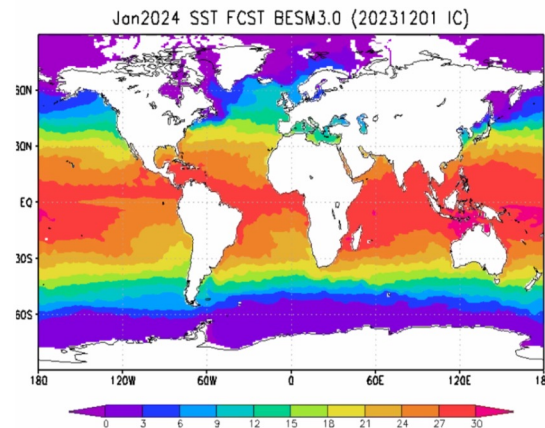 Jan2024 SST FCST BESM3.0 (20231201 IC)
60N
30N
EQ
30S
60S
180 120W 60W 0 60E 120E 18
0 3 6 9 12 15 18 21 24 27 30